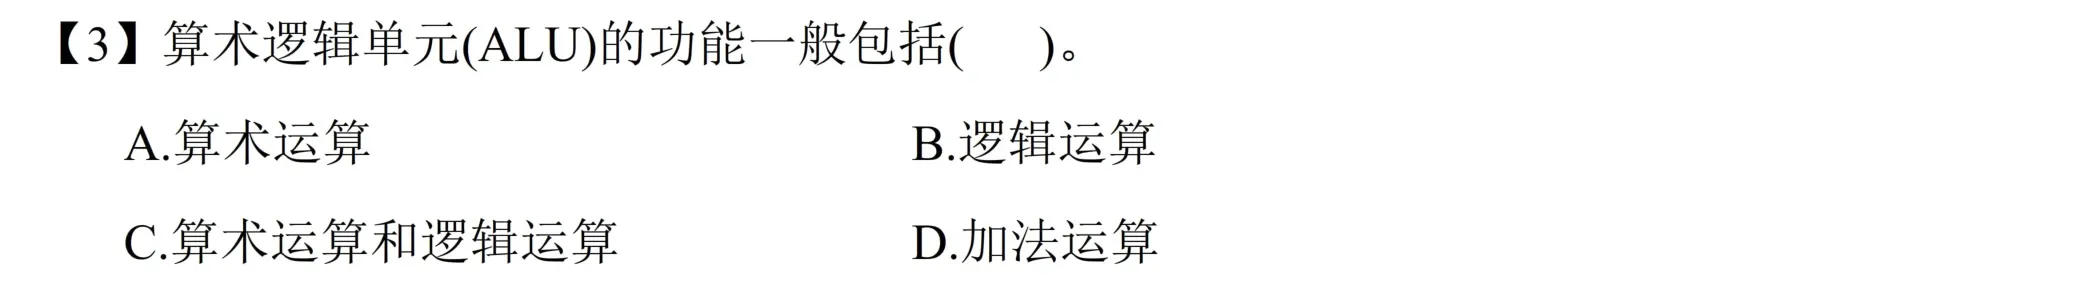 【3】算术逻辑单元(ALU)的功能一般包括(    )。
A.算术运算 B.逻辑运算
C.算术运算和逻辑运算 D.加法运算